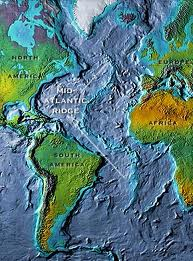 NORTH
AMERICA
EUROPE
MID-
ATLANTIC
RIDGE
AFRICA
SOUTH
AMERICA